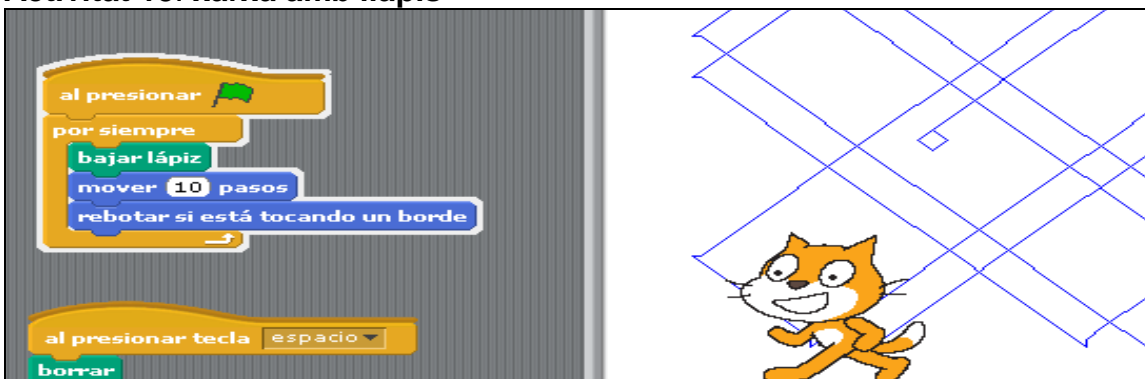 al presionar
por siempre
bajar lápiz
mover 10 pasos
rebotar si está tocando un borde
al presionar tecla espacio
borrar